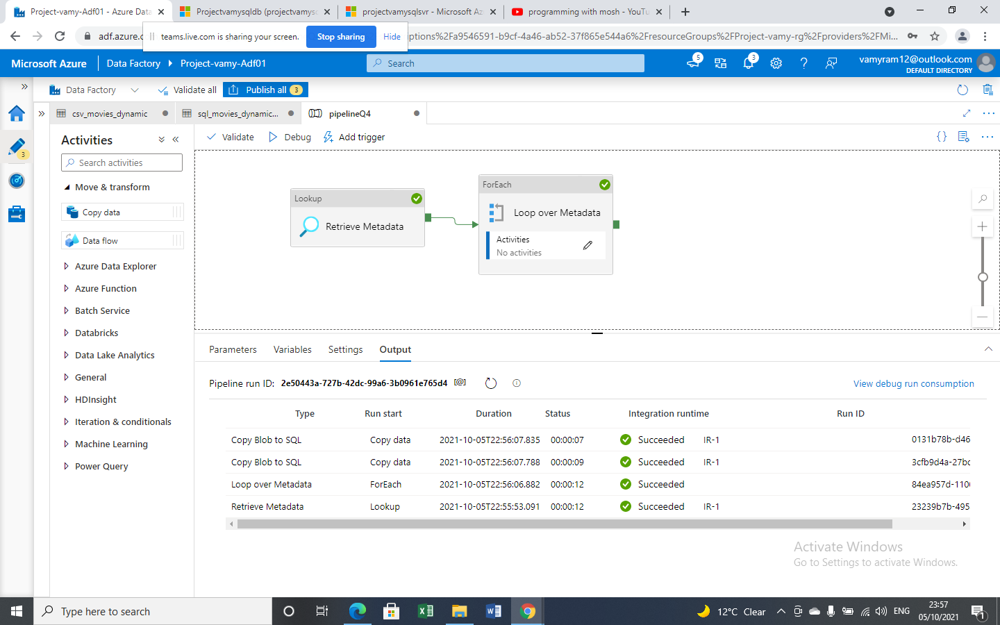 Project-vamy-Adf01 - Azure Data
Projectvamysqldb (projectvamysq
projectvamysqlsvr - Microsoft Az
programming with mosh - YouTu
adf.azure.c
ptions%2Fa9546591-b9cf-4a46-ab52-37f865e544a6%2FresourceGroups%2FProject-vamy-rg%2Fproviders%2FMi...
teams.live.com is sharing your screen.
Stop sharing
Hide
Microsoft Azure
Data Factory
Project-vamy-Adf01
Search
5
3
vamyram12@outlook.com
DEFAULT DIRECTORY
Data Factory
Validate all
Publish all
3
csv_movies_dynamic
sql_movies_dynamic...
pipelineQ4
3
Activities
Search activities
Move & transform
Copy data
Data flow
Azure Data Explorer
Azure Function
Batch Service
Databricks
Data Lake Analytics
General
HDInsight
Iteration & conditionals
Machine Learning
Power Query
Validate
Debug
Add trigger
Lookup
Retrieve Metadata
ForEach
Loop over Metadata
Activities
No activities
Parameters
Variables
Settings
Output
Pipeline run ID: 2e50443a-727b-42dc-99a6-3b0961e765d4 [@]
View debug run consumption
Type Run start Duration Status Integration runtime Run ID
Copy Blob to SQL Copy data 2021-10-05T22:56:07.835 00:00:07 Succeeded IR-1 0131b78b-d46
Copy Blob to SQL Copy data 2021-10-05T22:56:07.788 00:00:09 Succeeded IR-1 3cfb9d4a-27bc
Loop over Metadata ForEach 2021-10-05T22:56:06.882 00:00:12 Succeeded 84ea957d-110
Retrieve Metadata Lookup 2021-10-05T22:55:53.091 00:00:12 Succeeded IR-1 23239b7b-495
Activate Windows
Go to Settings to activate Windows.
Type here to search
12°C Clear
ENG
23:57
05/10/2021
1